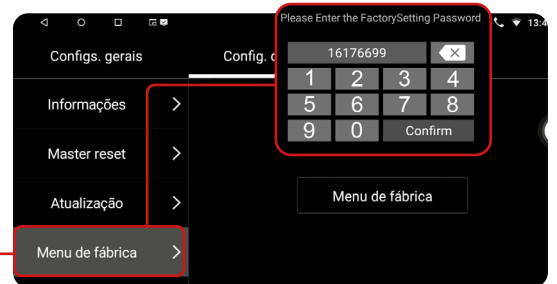 Please Enter the FactorySetting Password
13:4
Configs. gerais
Config.
16176699
1 2 3 4
5 6 7 8
9 0 Confirm
Informações
Master reset
Atualização
Menu de fábrica
Menu de fábrica